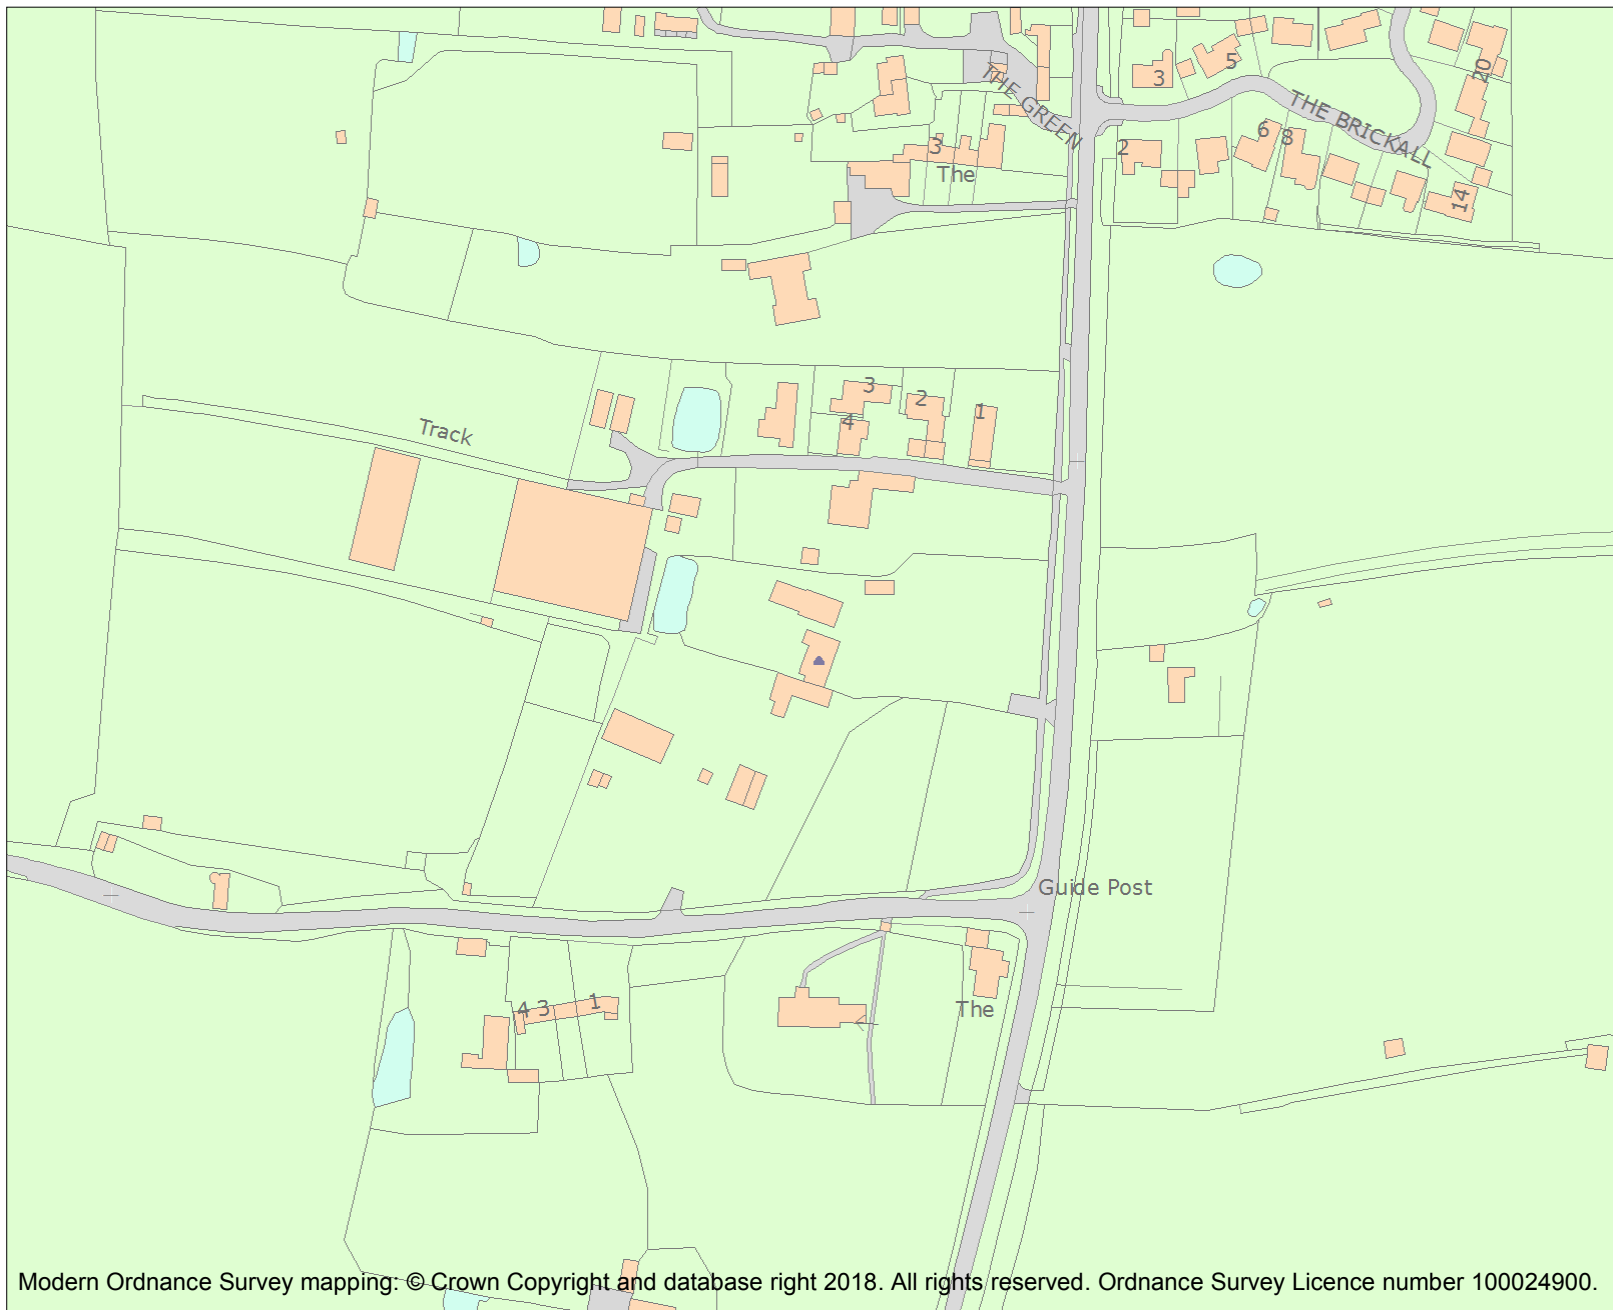 20
5
3
THE GREEN
THE BRICKALL
6
8
2
3
The
14
3
2
1
4
Track
Guide Post
4 3
1
The
Modern Ordnance Survey mapping: © Crown Copyright and database right 2018. All rights reserved. Ordnance Survey Licence number 100024900.